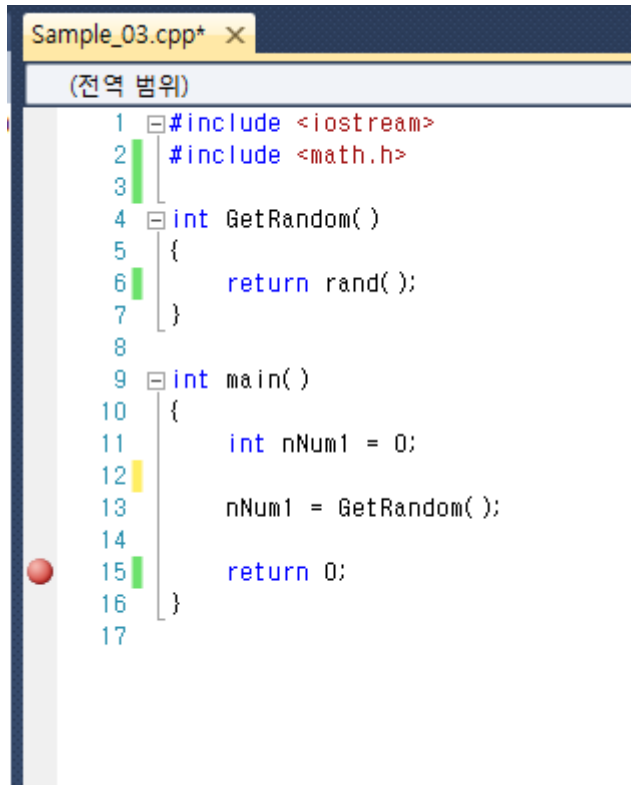 Sample_03.cpp*
(전역 범위)
1 #include <iostream>
2 #include <math.h>
3
4 int GetRandom()
5 {
6 return rand();
7 }
8
9 int main()
10 {
11 int nNum1 = 0;
12
13 nNum1 = GetRandom();
14
15 return 0;
16 }
17